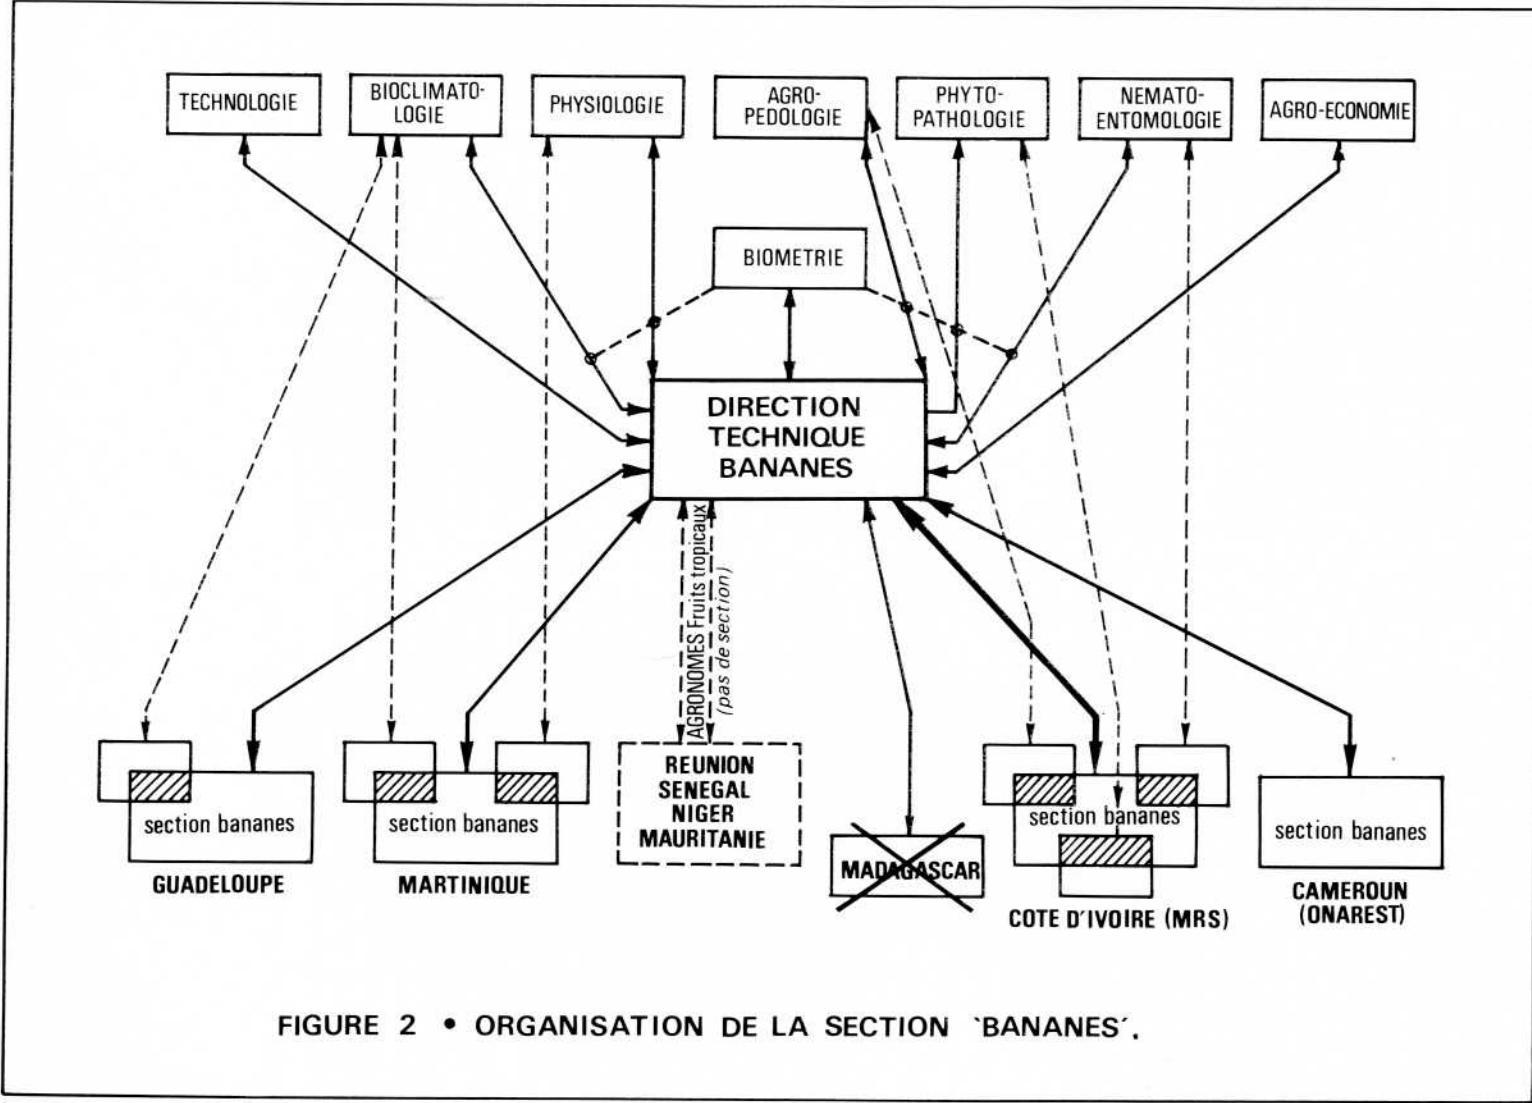 TECHNOLOGIE
BIOCLIMATO-
LOGIE
PHYSIOLOGIE
AGRO-
PEDOLOGIE
PHYTO-
PATHOLOGIE
NEMATO-
ENTOMOLOGIE
AGRO-ECONOMIE
BIOMETRIE
DIRECTION
TECHNIQUE
BANANES
AGRONOMES Fruits tropicaux
(pas de section)
section bananes
GUADELOUPE
section bananes
MARTINIQUE
REUNION
SENEGAL
NIGER
MAURITANIE
MADAGASCAR
section bananes
COTE D'IVOIRE (MRS)
section bananes
CAMEROUN
(ONAREST)
FIGURE 2 • ORGANISATION DE LA SECTION `BANANES´.